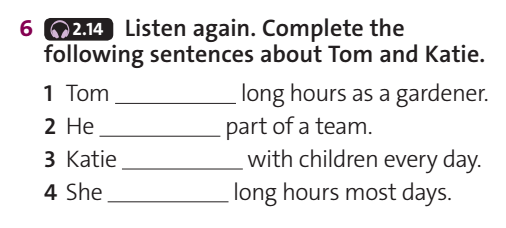 6 2.14 Listen again. Complete the
following sentences about Tom and Katie.
1 Tom __________ long hours as a gardener.
2 He __________ part of a team.
3 Katie __________ with children every day.
4 She __________ long hours most days.